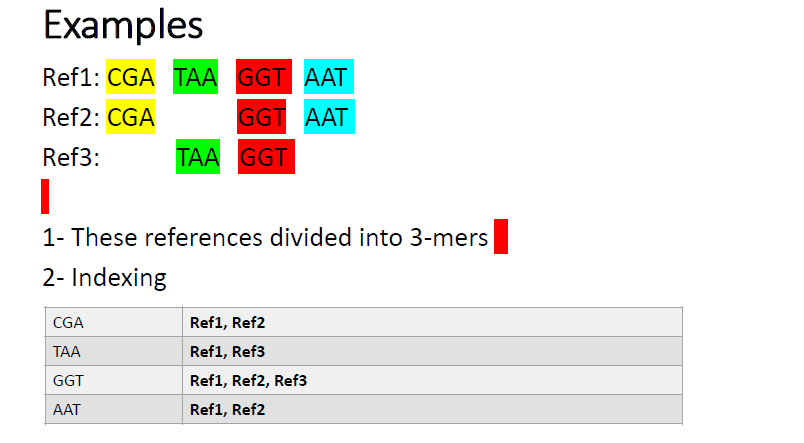 Examples
Ref1: CGA TAA GGT AAT
Ref2: CGA GGT AAT
Ref3: TAA GGT
1- These references divided into 3-mers
2- Indexing
CGA Ref1, Ref2
TAA Ref1, Ref3
GGT Ref1, Ref2, Ref3
AAT Ref1, Ref2